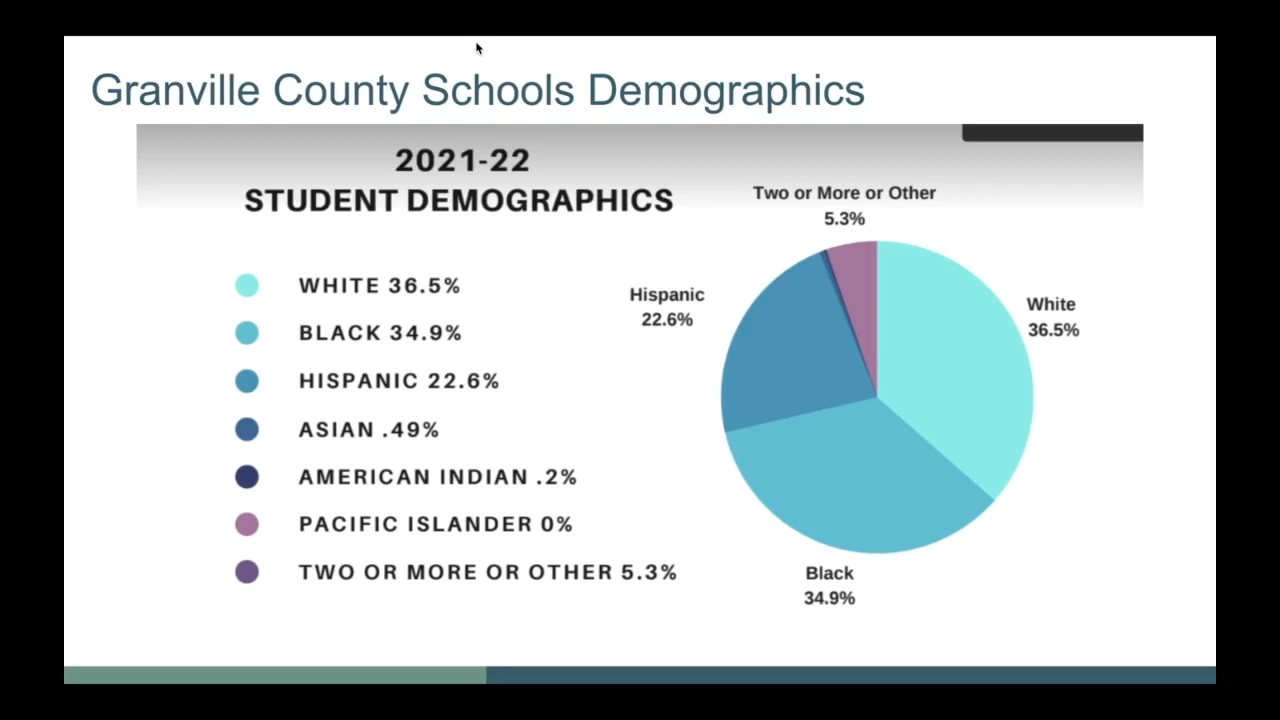 Granville County Schools Demographics
2021-22
STUDENT DEMOGRAPHICS
WHITE 36.5%
BLACK 34.9%
HISPANIC 22.6%
ASIAN .49%
AMERICAN INDIAN .2%
PACIFIC ISLANDER 0%
TWO OR MORE OR OTHER 5.3%
Two or More or Other
5.3%
Hispanic
22.6%
White
36.5%
Black
34.9%